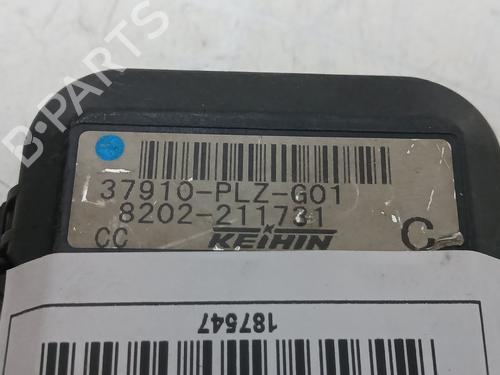 B-PARTS
37910-PLZ-G01
8202-211731
CC KEIHIN C
187547